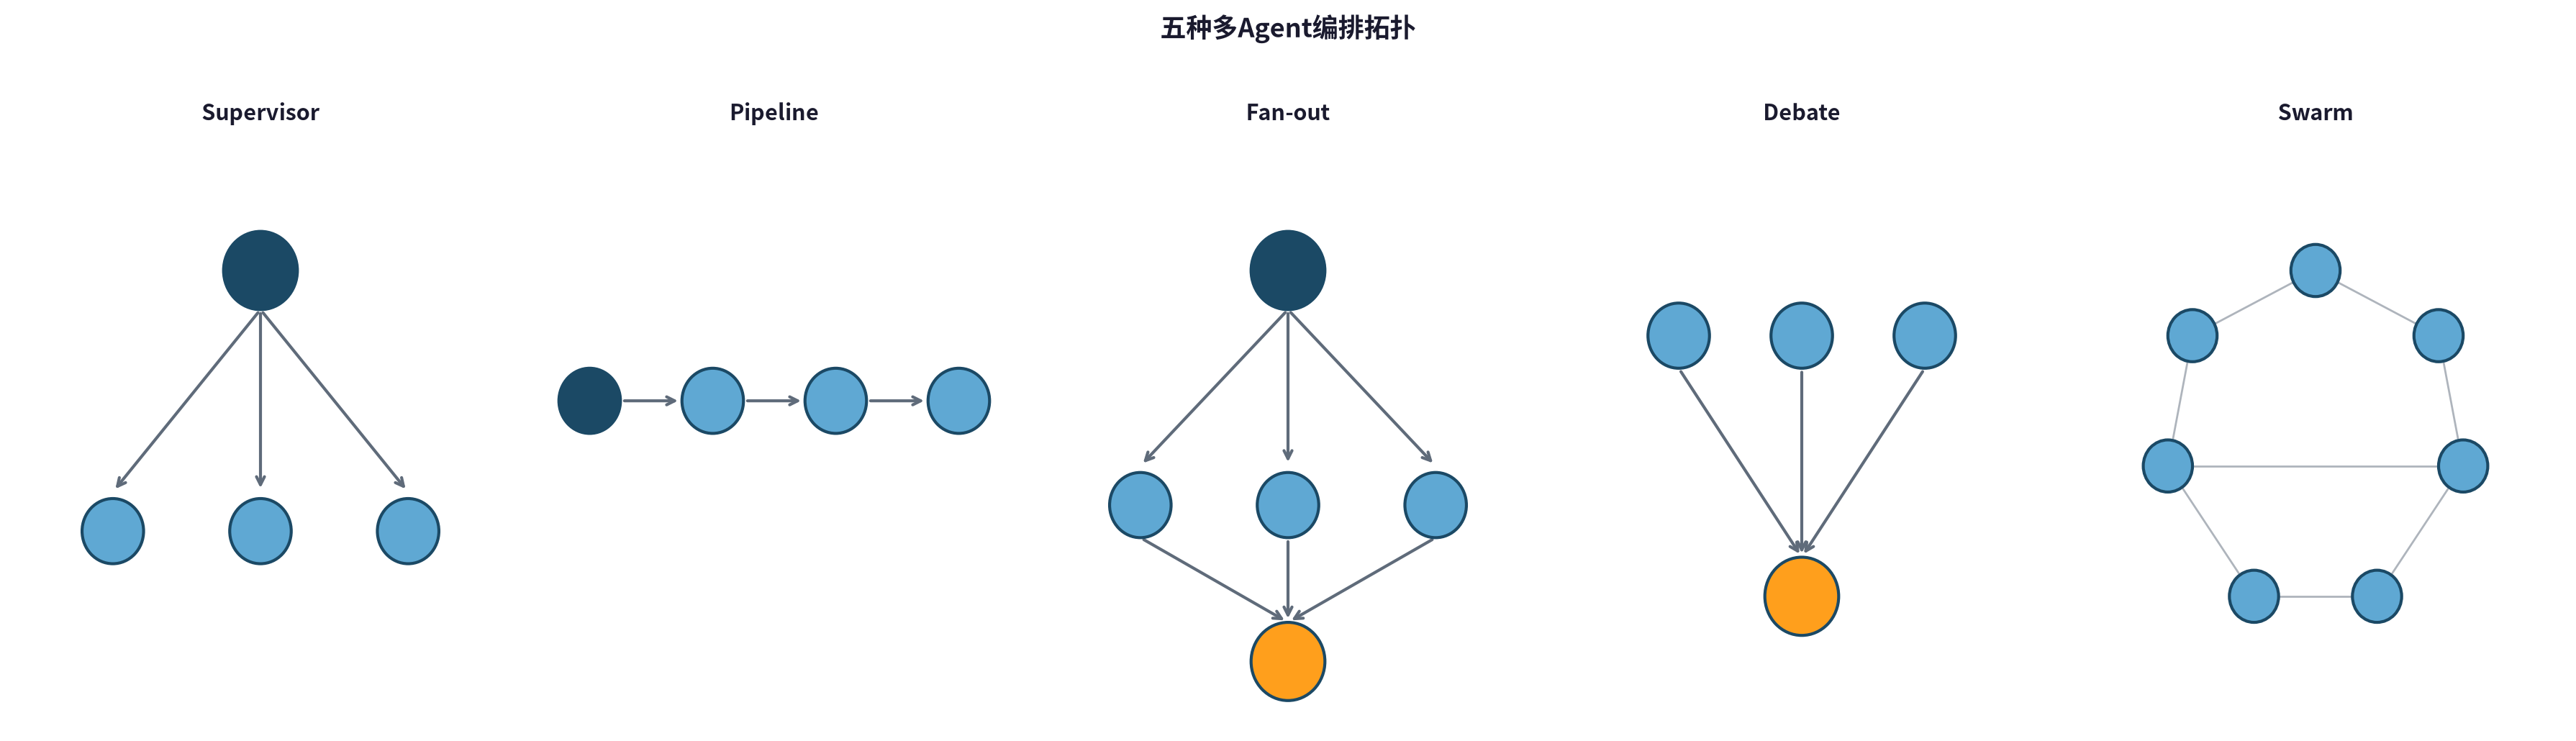 五种多Agent编排拓扑
Supervisor
Pipeline
Fan-out
Debate
Swarm